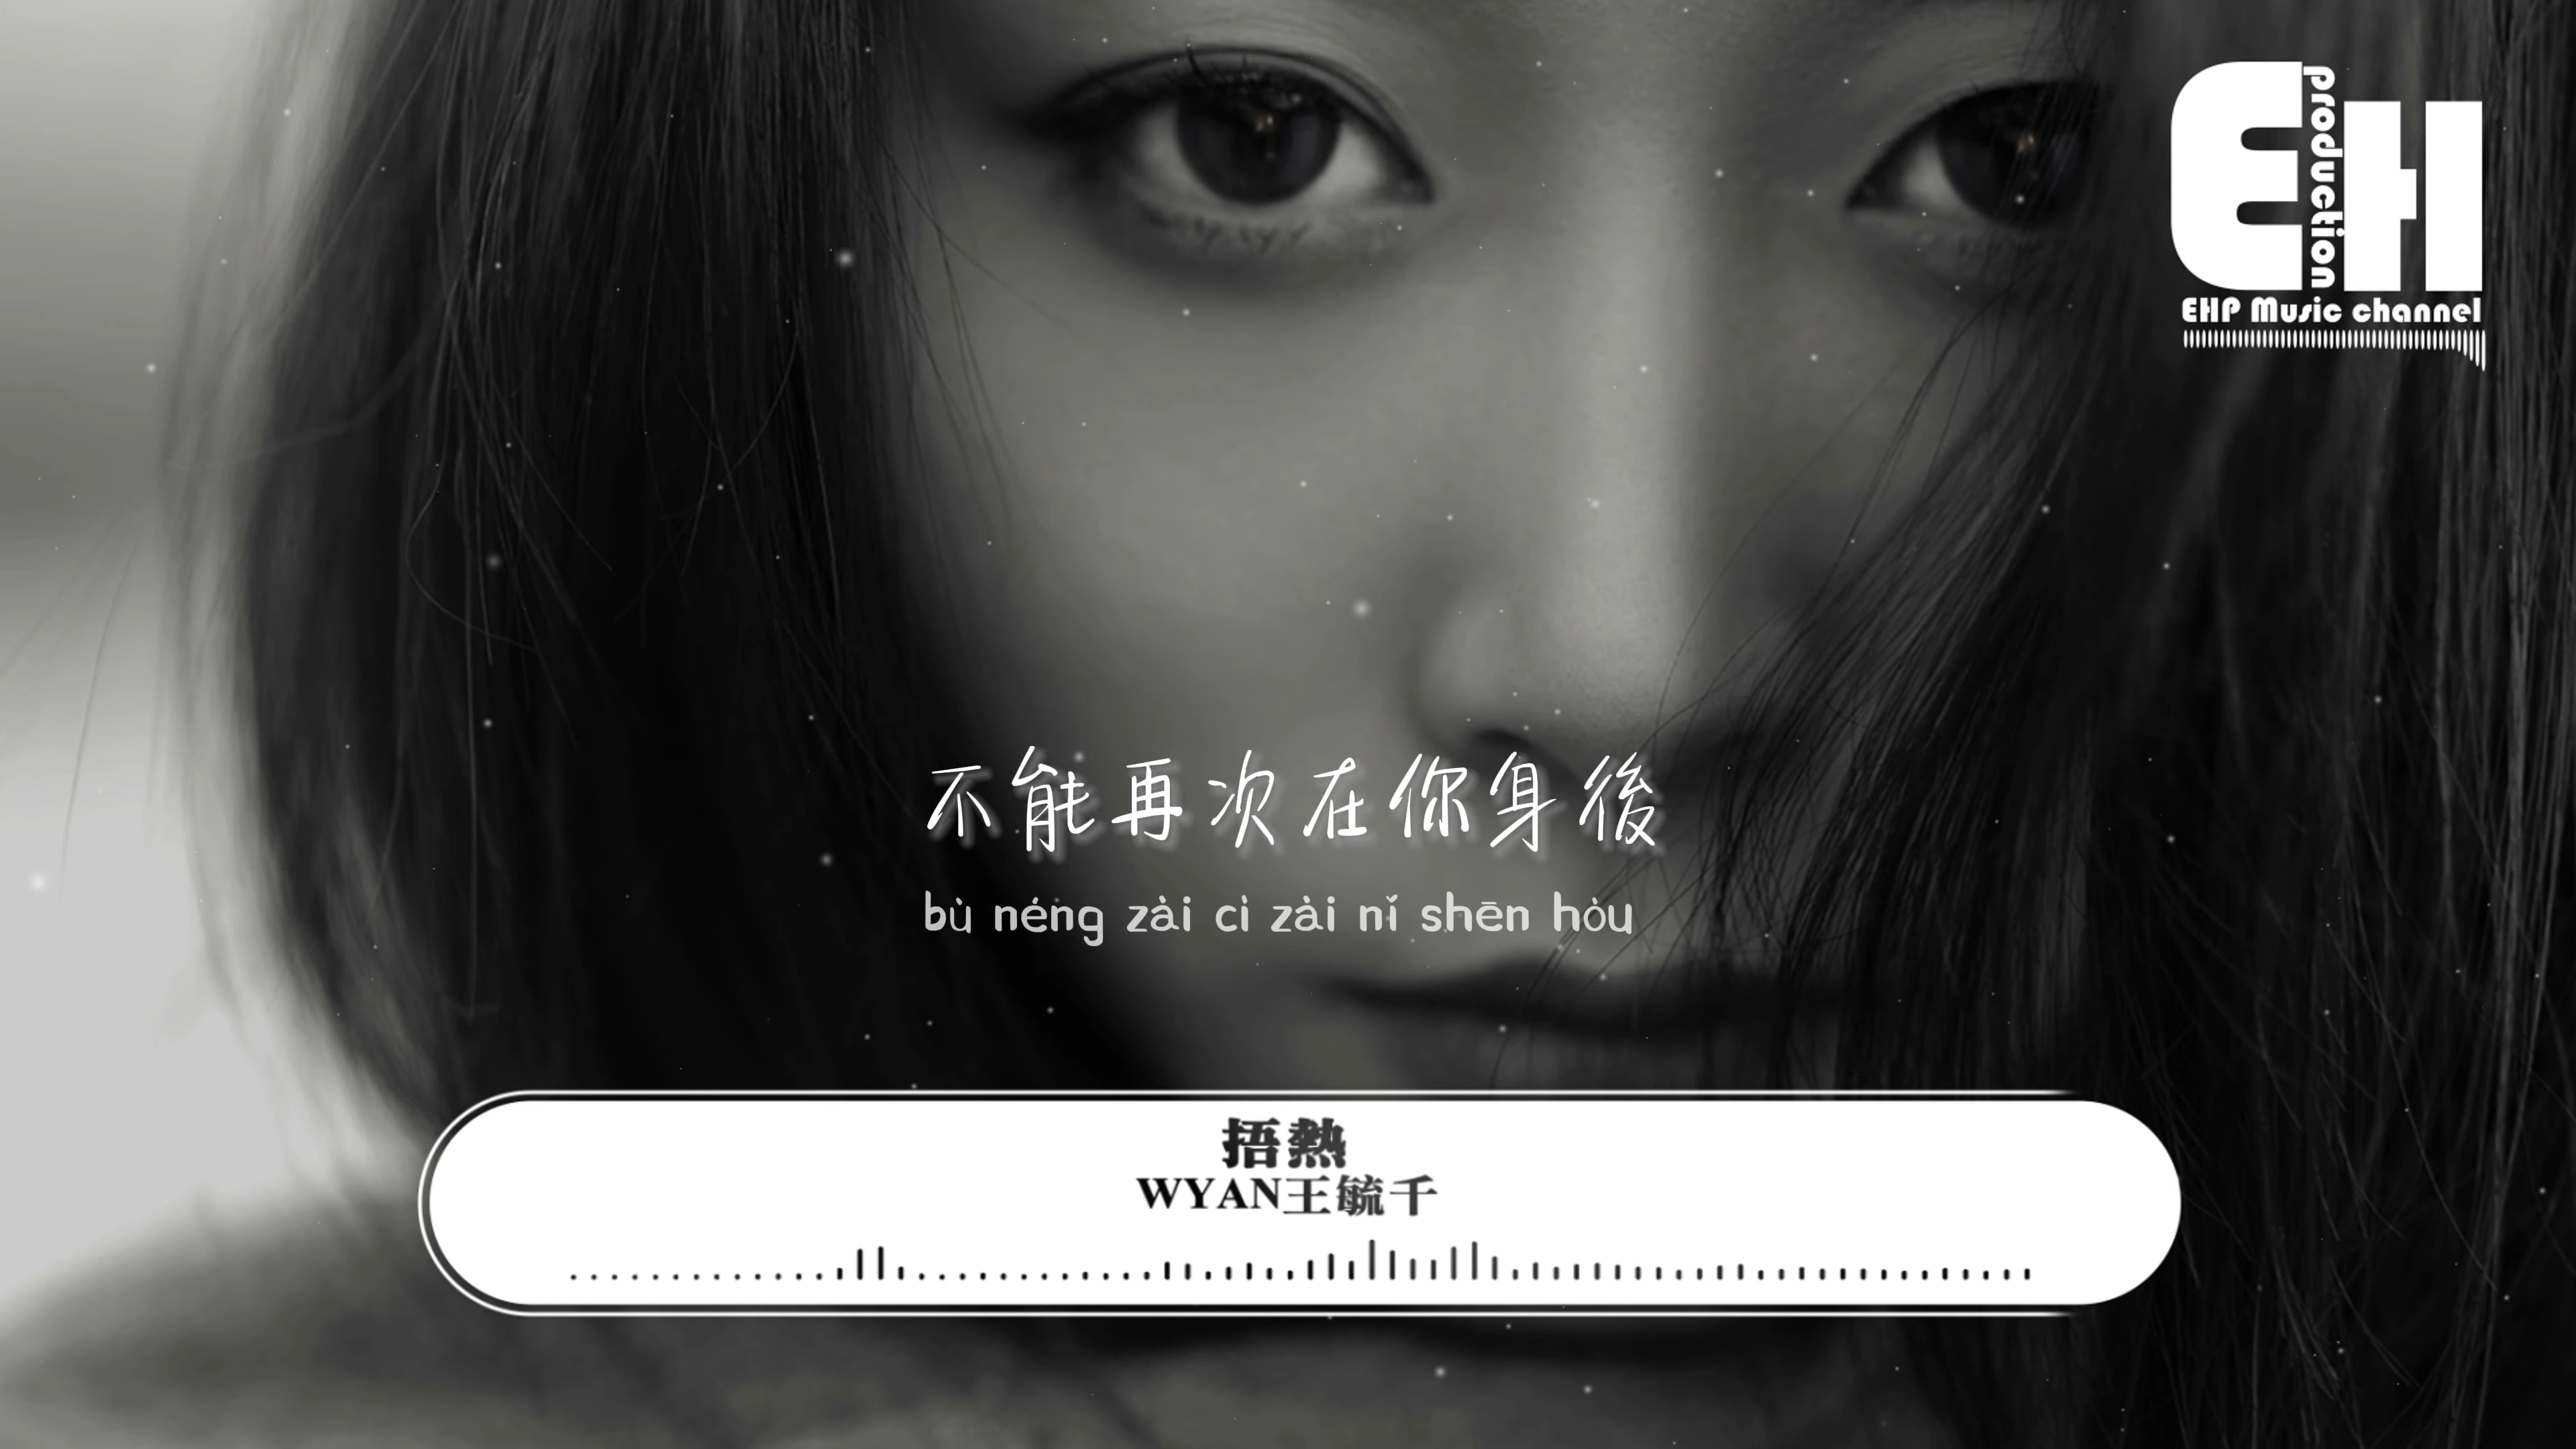 EH
production
EHP Music channel
不能再次在你身後
bù néng zài cì zài nǐ shēn hòu
捂熱
WYAN王毓千